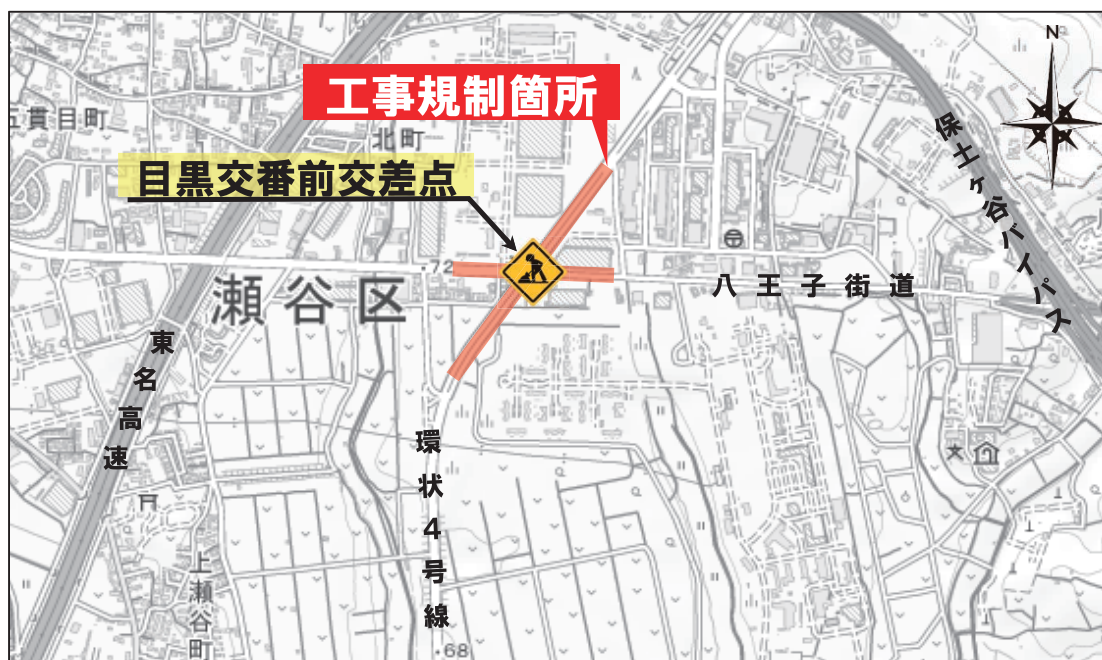 N
工事規制箇所
五貫目町
北町
保土ヶ谷バイパス
目黒交番前交差点
・72
瀬谷区
八王子街道
東名高速
環状4号線
上瀬谷町
・68